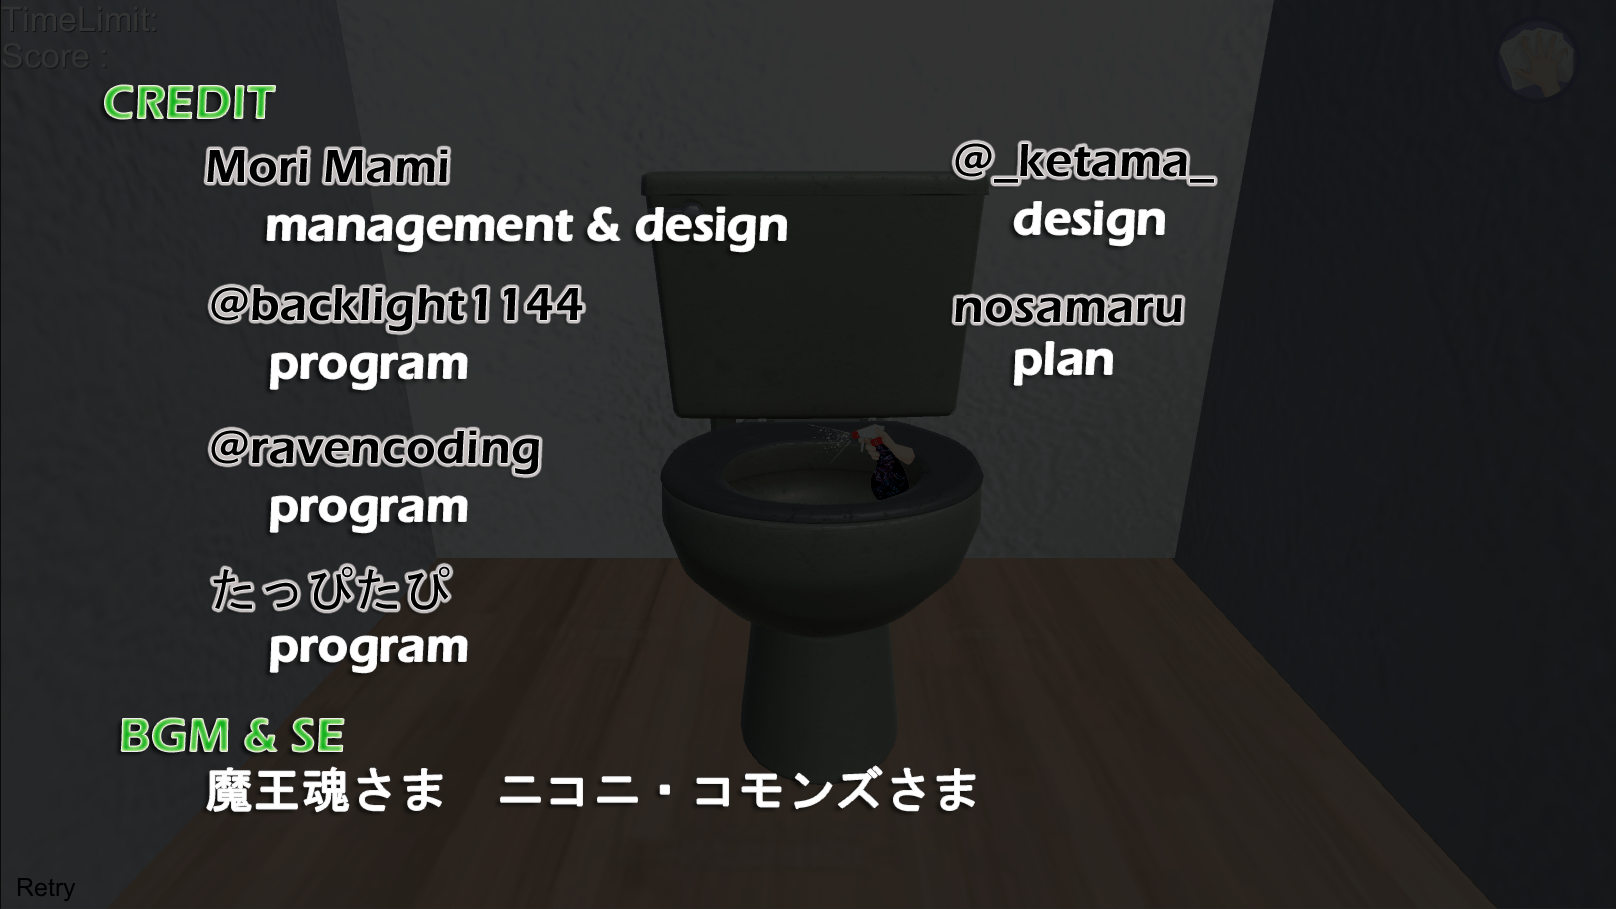 TimeLimit:
Score :
CREDIT
Mori Mami
management & design
@backlight1144
program
@ravencoding
program
たっぴたぴ
program
@_ketama_
design
nosamaru
plan
BGM & SE
魔王魂さま　ニコニ・コモンズさま
Retry